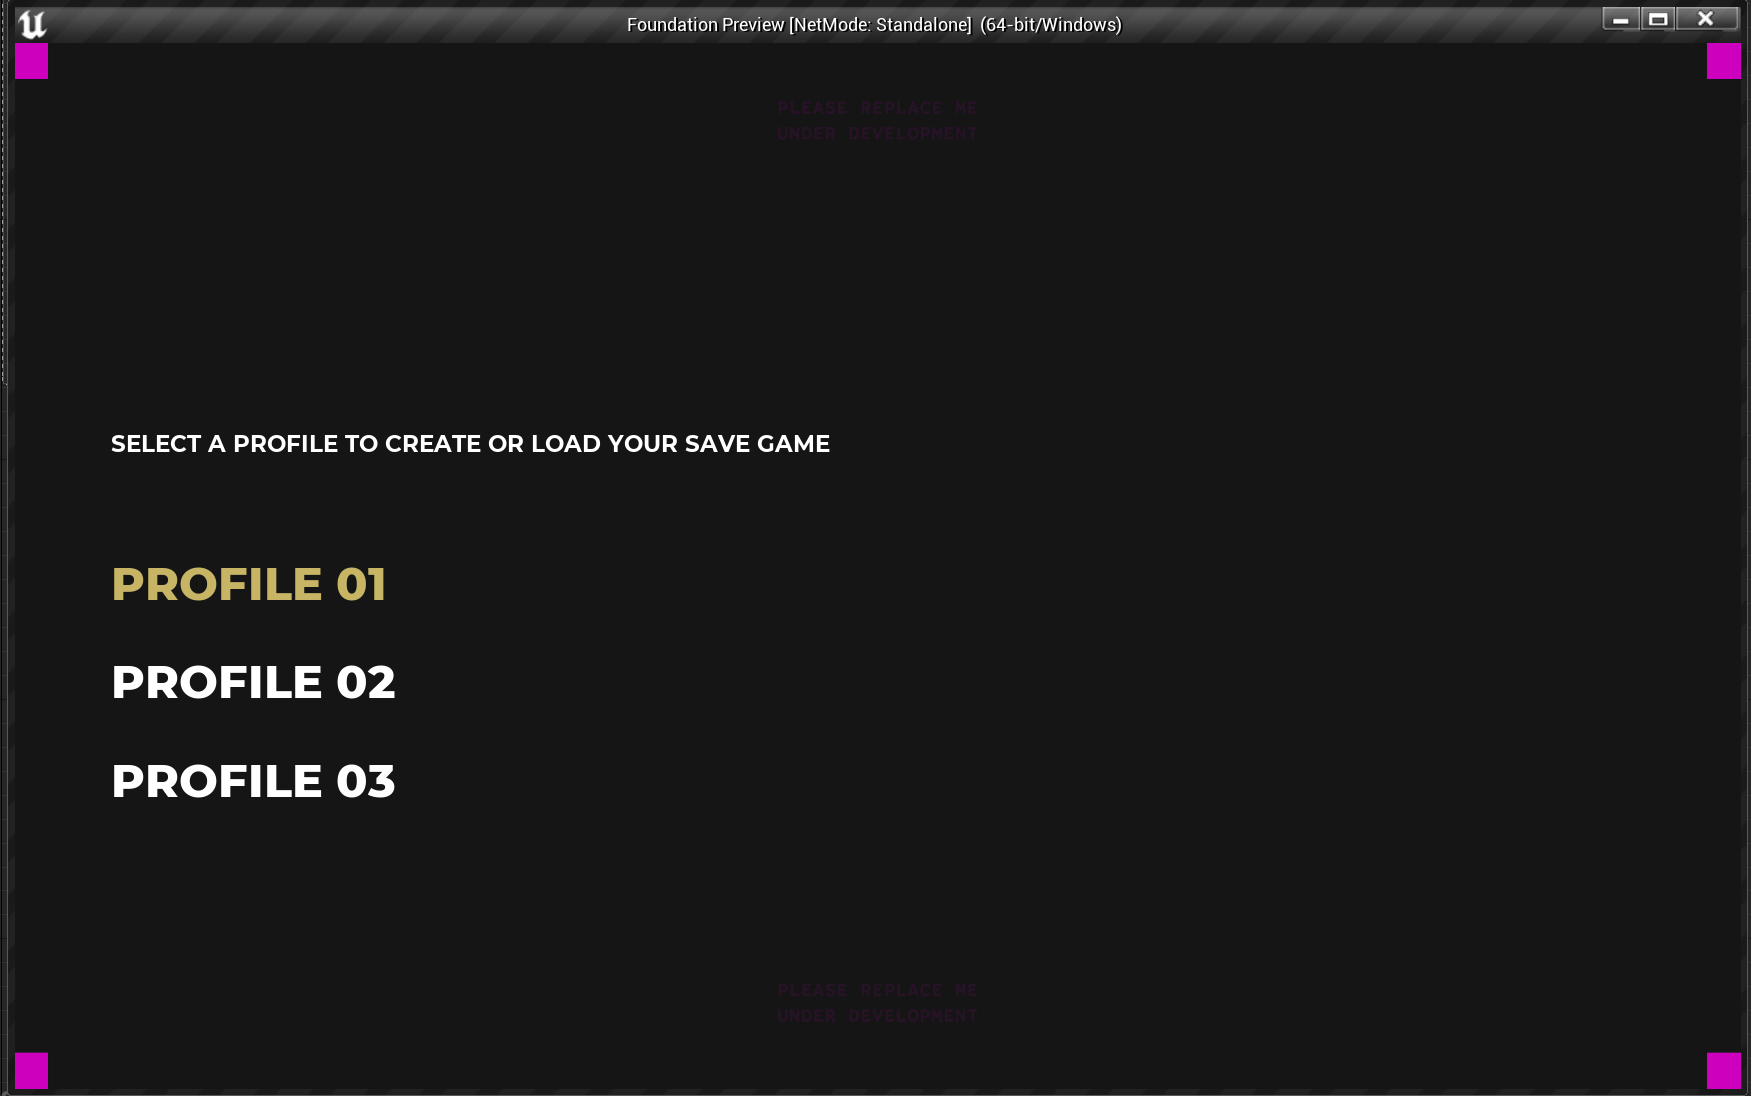 Foundation Preview [NetMode: Standalone] (64-bit/Windows)
PLEASE REPLACE ME
UNDER DEVELOPMENT
SELECT A PROFILE TO CREATE OR LOAD YOUR SAVE GAME
PROFILE 01
PROFILE 02
PROFILE 03
PLEASE REPLACE ME
UNDER DEVELOPMENT